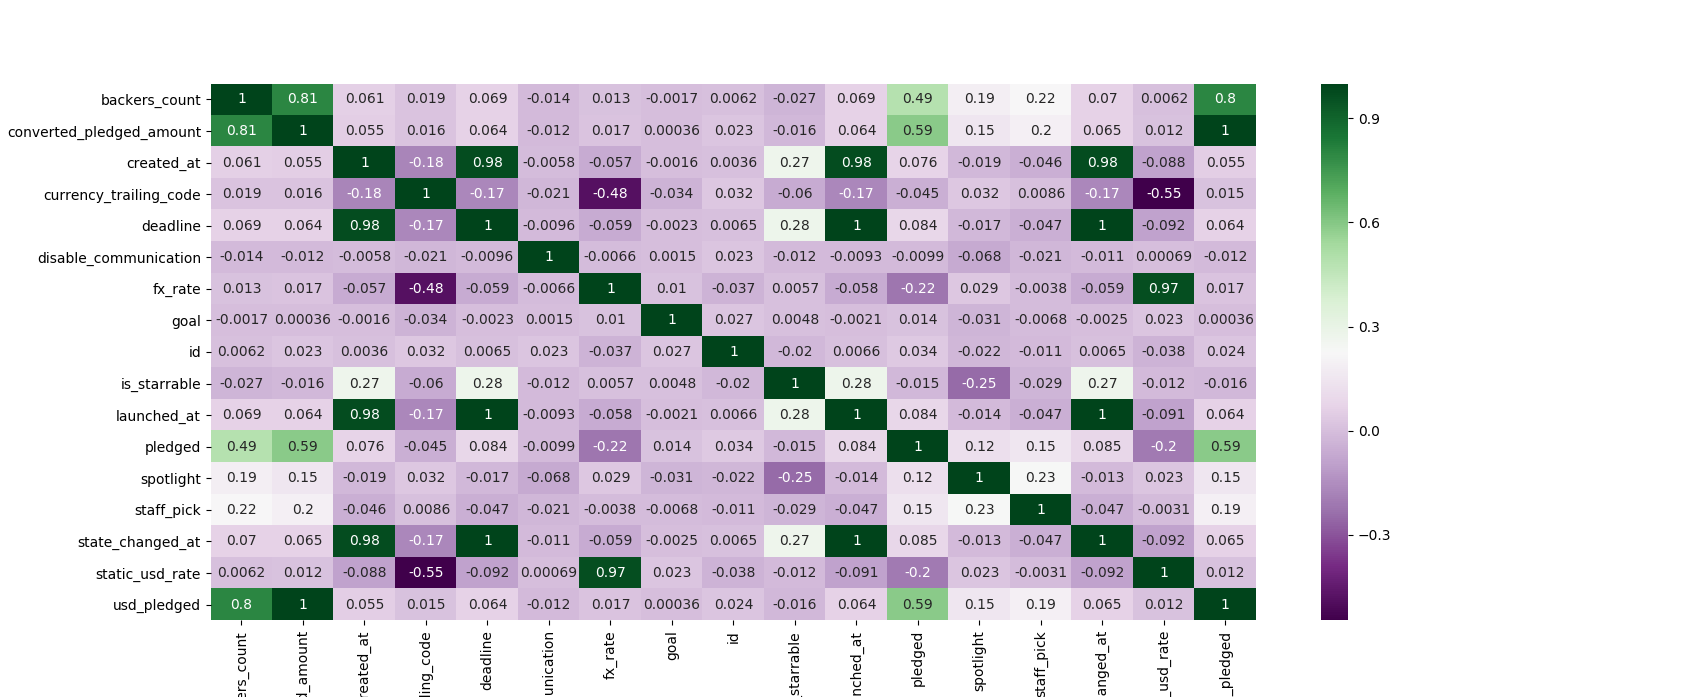 backers_count 1 0.81 0.061 0.019 0.069 -0.014 0.013 -0.0017 0.0062 -0.027 0.069 0.49 0.19 0.22 0.07 0.0062 0.8
converted_pledged_amount 0.81 1 0.055 0.016 0.064 -0.012 0.017 0.00036 0.023 -0.016 0.064 0.59 0.15 0.2 0.065 0.012 1 0.9
created_at 0.061 0.055 1 -0.18 0.98 -0.0058 -0.057 -0.0016 0.0036 0.27 0.98 0.076 -0.019 -0.046 0.98 -0.088 0.055
currency_trailing_code 0.019 0.016 -0.18 1 -0.17 -0.021 -0.48 -0.034 0.032 -0.06 -0.17 -0.045 0.032 0.0086 -0.17 -0.55 0.015
deadline 0.069 0.064 0.98 -0.17 1 -0.0096 -0.059 -0.0023 0.0065 0.28 1 0.084 -0.017 -0.047 1 -0.092 0.064 0.6
disable_communication -0.014 -0.012 -0.0058 -0.021 -0.0096 1 -0.0066 0.0015 0.023 -0.012 -0.0093 -0.0099 -0.068 -0.021 -0.011 0.00069 -0.012
fx_rate 0.013 0.017 -0.057 -0.48 -0.059 -0.0066 1 0.01 -0.037 0.0057 -0.058 -0.22 0.029 -0.0038 -0.059 0.97 0.017
goal -0.0017 0.00036 -0.0016 -0.034 -0.0023 0.0015 0.01 1 0.027 0.0048 -0.0021 0.014 -0.031 -0.0068 -0.0025 0.023 0.00036 0.3
id 0.0062 0.023 0.0036 0.032 0.0065 0.023 -0.037 0.027 1 -0.02 0.0066 0.034 -0.022 -0.011 0.0065 -0.038 0.024
is_starrable -0.027 -0.016 0.27 -0.06 0.28 -0.012 0.0057 0.0048 -0.02 1 0.28 -0.015 -0.25 -0.029 0.27 -0.012 -0.016
launched_at 0.069 0.064 0.98 -0.17 1 -0.0093 -0.058 -0.0021 0.0066 0.28 1 0.084 -0.014 -0.047 1 -0.091 0.064 0.0
pledged 0.49 0.59 0.076 -0.045 0.084 -0.0099 -0.22 0.014 0.034 -0.015 0.084 1 0.12 0.15 0.085 -0.2 0.59
spotlight 0.19 0.15 -0.019 0.032 -0.017 -0.068 0.029 -0.031 -0.022 -0.25 -0.014 0.12 1 0.23 -0.013 0.023 0.15
staff_pick 0.22 0.2 -0.046 0.0086 -0.047 -0.021 -0.0038 -0.0068 -0.011 -0.029 -0.047 0.15 0.23 1 -0.047 -0.0031 0.19
state_changed_at 0.07 0.065 0.98 -0.17 1 -0.011 -0.059 -0.0025 0.0065 0.27 1 0.085 -0.013 -0.047 1 -0.092 0.065 −0.3
static_usd_rate 0.0062 0.012 -0.088 -0.55 -0.092 0.00069 0.97 0.023 -0.038 -0.012 -0.091 -0.2 0.023 -0.0031 -0.092 1 0.012
usd_pledged 0.8 1 0.055 0.015 0.064 -0.012 0.017 0.00036 0.024 -0.016 0.064 0.59 0.15 0.19 0.065 0.012 1
ers_count
d_amount
reated_at
ling_code
deadline
unication
fx_rate
goal
id
_starrable
nched_at
pledged
spotlight
staff_pick
anged_at
_usd_rate
_pledged